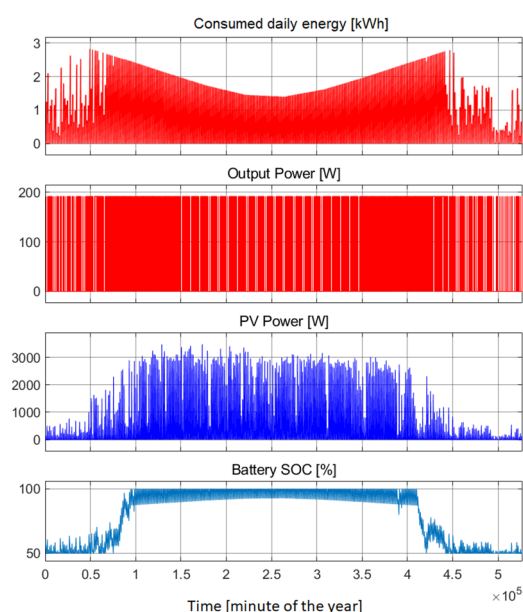 Consumed daily energy [kWh]
3
2
1
0
Output Power [W]
200
100
0
PV Power [W]
3000
2000
1000
0
Battery SOC [%]
100
50
0 0.5 1 1.5 2 2.5 3 3.5 4 4.5 5
×10⁵
Time [minute of the year]